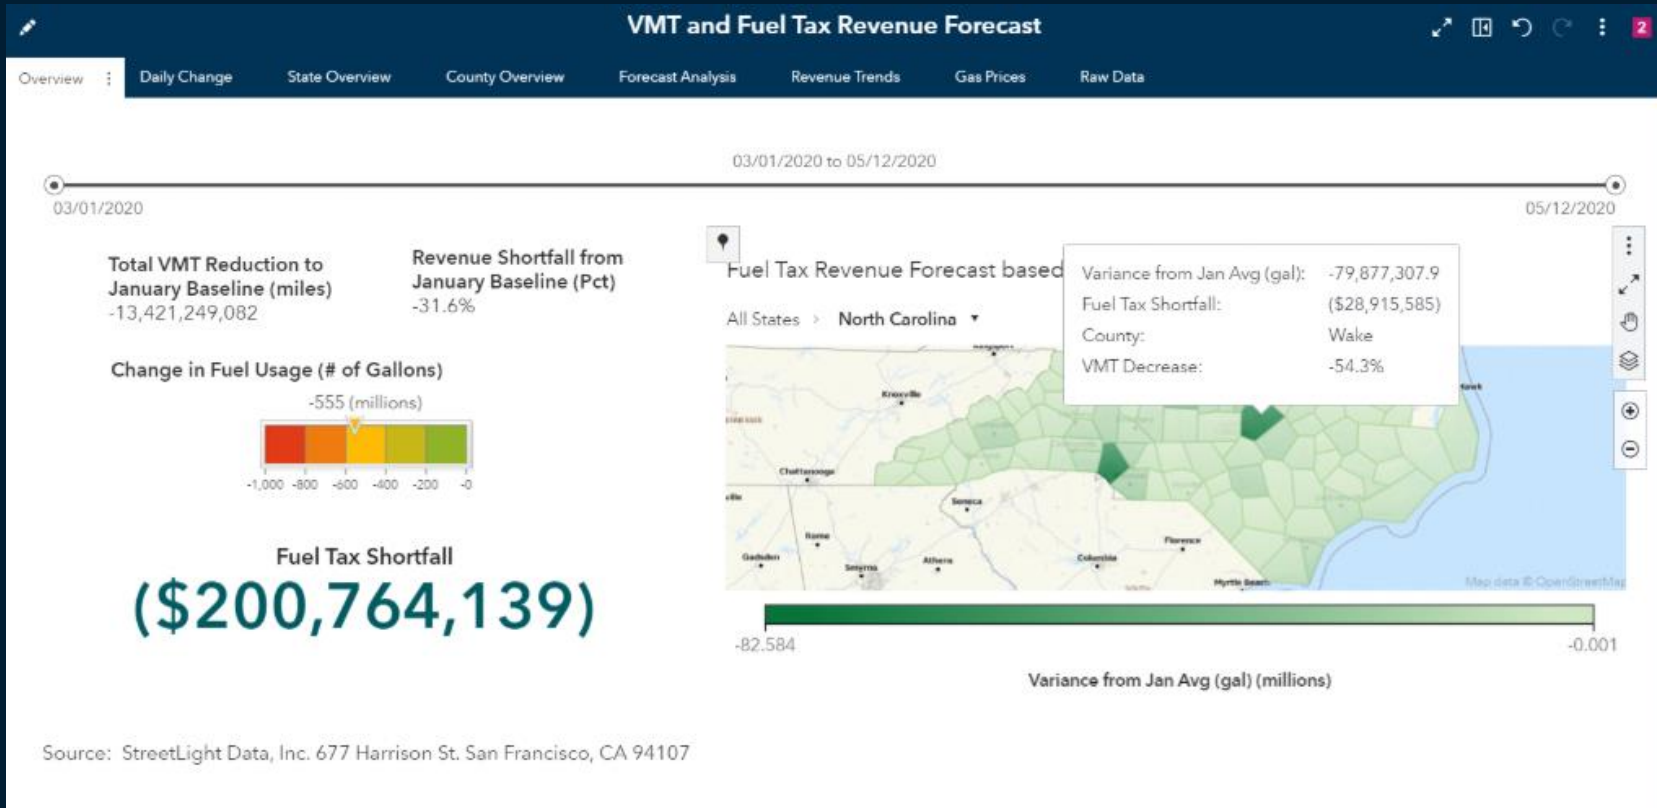 VMT and Fuel Tax Revenue Forecast
2
Overview
Daily Change
State Overview
County Overview
Forecast Analysis
Revenue Trends
Gas Prices
Raw Data
03/01/2020 to 05/12/2020
03/01/2020
05/12/2020
Total VMT Reduction to
January Baseline (miles)
-13,421,249,082
Revenue Shortfall from
January Baseline (Pct)
-31.6%
Change in Fuel Usage (# of Gallons)
-555 (millions)
-1,000 -800 -600 -400 -200 -0
Fuel Tax Shortfall
($200,764,139)
Fuel Tax Revenue Forecast based
All States > North Carolina
Variance from Jan Avg (gal): -79,877,307.9
Fuel Tax Shortfall: ($28,915,585)
County: Wake
VMT Decrease: -54.3%
Knoxville
Chattanooga
Seneca
Rome
Florence
Gadsden
Smyrna
Athens
Columbia
Myrtle Beach
Map data © OpenStreetMap
-82.584
-0.001
Variance from Jan Avg (gal) (millions)
Source: StreetLight Data, Inc. 677 Harrison St. San Francisco, CA 94107